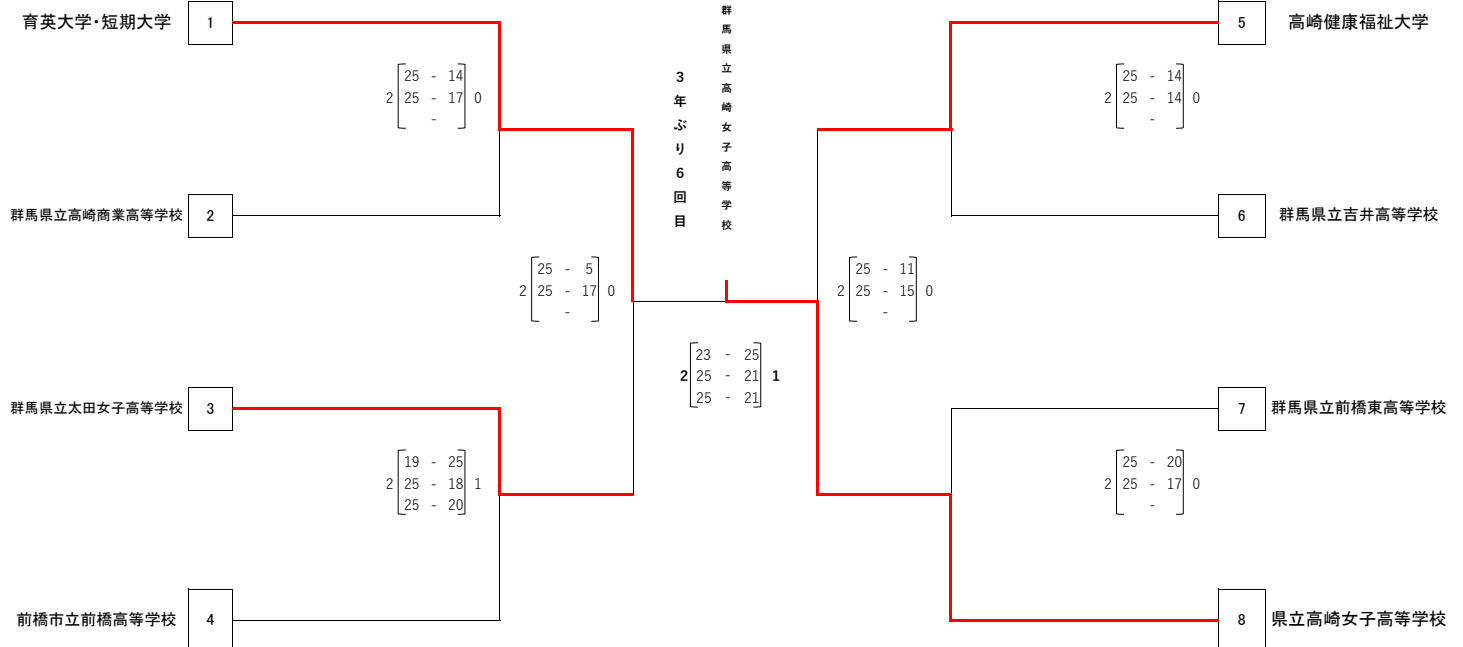 育英大学・短期大学 1
25 - 14
2 25 - 17 0
-
群馬県立高崎商業高等学校 2
25 - 5
2 25 - 17 0
-
群馬県立太田女子高等学校 3
19 - 25
2 25 - 18 1
25 - 20
前橋市立前橋高等学校 4
群馬県立高崎女子高等学校
3年ぶり6回目
23 - 25
2 25 - 21 1
25 - 21
5 高崎健康福祉大学
25 - 14
2 25 - 14 0
-
6 群馬県立吉井高等学校
25 - 11
2 25 - 15 0
-
7 群馬県立前橋東高等学校
25 - 20
2 25 - 17 0
-
8 県立高崎女子高等学校